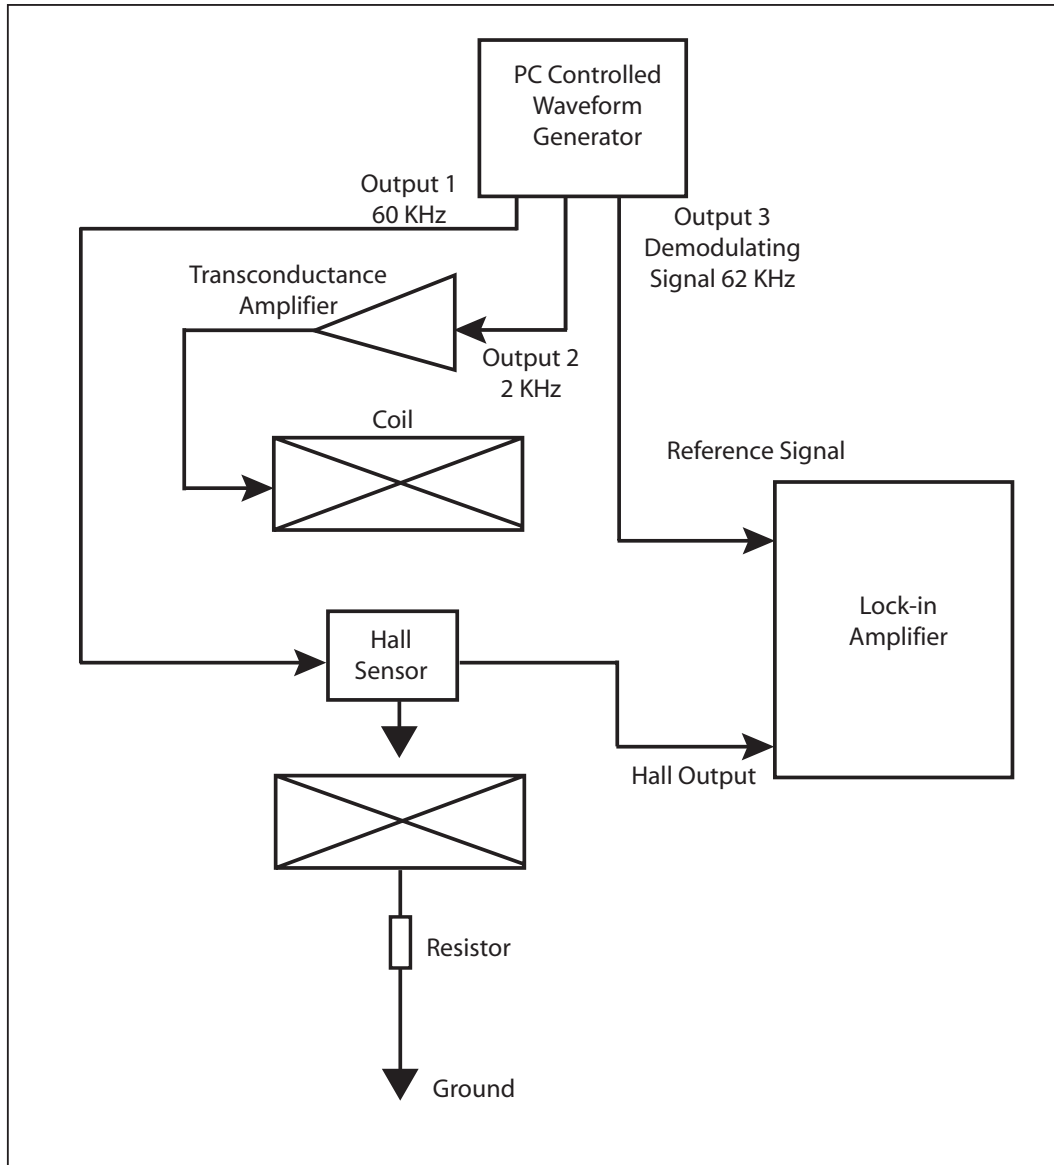 PC Controlled
Waveform
Generator
Output 1
60 KHz
Output 3
Demodulating
Signal 62 KHz
Transconductance
Amplifier
Output 2
2 KHz
Coil
Reference Signal
Lock-in
Amplifier
Hall
Sensor
Hall Output
Resistor
Ground